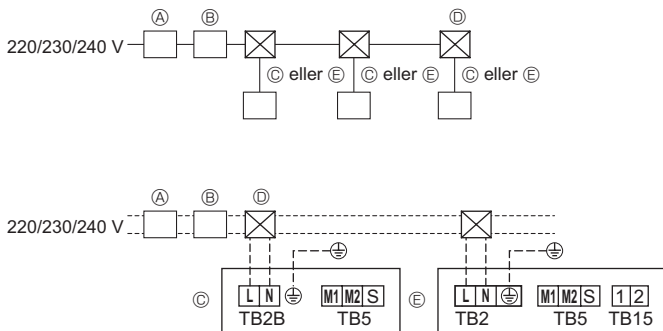 Ⓐ Ⓑ Ⓓ
220/230/240 V
Ⓒ eller Ⓔ Ⓒ eller Ⓔ Ⓒ eller Ⓔ
Ⓐ Ⓑ Ⓓ
220/230/240 V
Ⓒ L N M1 M2 S Ⓔ L N M1 M2 S 1 2
TB2B TB5 TB2 TB5 TB15